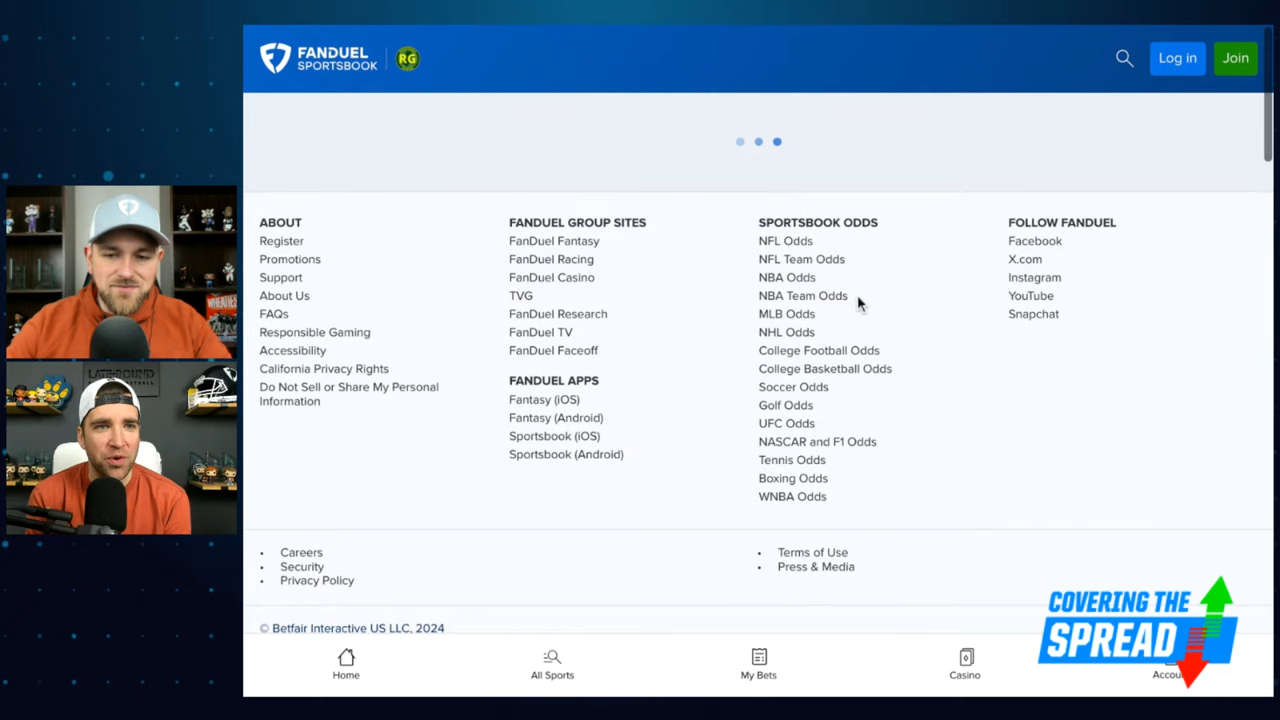 FANDUEL
SPORTSBOOK
RG
Log in
Join
ABOUT
Register
Promotions
Support
About Us
FAQs
Responsible Gaming
Accessibility
California Privacy Rights
Do Not Sell or Share My Personal
Information
FANDUEL GROUP SITES
FanDuel Fantasy
FanDuel Racing
FanDuel Casino
TVG
FanDuel Research
FanDuel TV
FanDuel Faceoff
FANDUEL APPS
Fantasy (iOS)
Fantasy (Android)
Sportsbook (iOS)
Sportsbook (Android)
SPORTSBOOK ODDS
NFL Odds
NFL Team Odds
NBA Odds
NBA Team Odds
MLB Odds
NHL Odds
College Football Odds
College Basketball Odds
Soccer Odds
Golf Odds
UFC Odds
NASCAR and F1 Odds
Tennis Odds
Boxing Odds
WNBA Odds
FOLLOW FANDUEL
Facebook
X.com
Instagram
YouTube
Snapchat
Careers
Security
Privacy Policy
Terms of Use
Press & Media
© Betfair Interactive US LLC, 2024
Home
All Sports
My Bets
Casino
COVERING THE
SPREAD
WHEATIES
LATE-ROUND